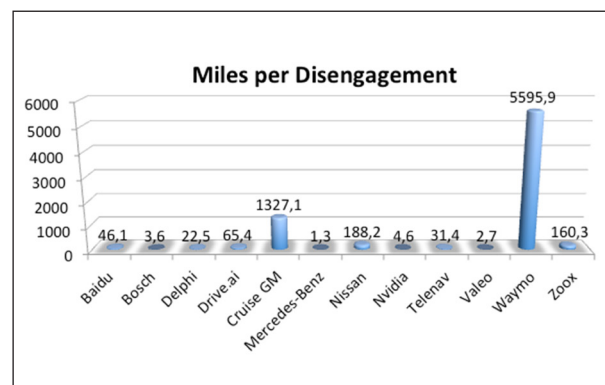 Miles per Disengagement
6000
5000
4000
3000
2000
1000
0
46,1
3,6
22,5
65,4
1327,1
1,3
188,2
4,6
31,4
2,7
5595,9
160,3
Baidu
Bosch
Delphi
Drive.ai
Cruise GM
Mercedes-Benz
Nissan
Nvidia
Telenav
Valeo
Waymo
Zoox